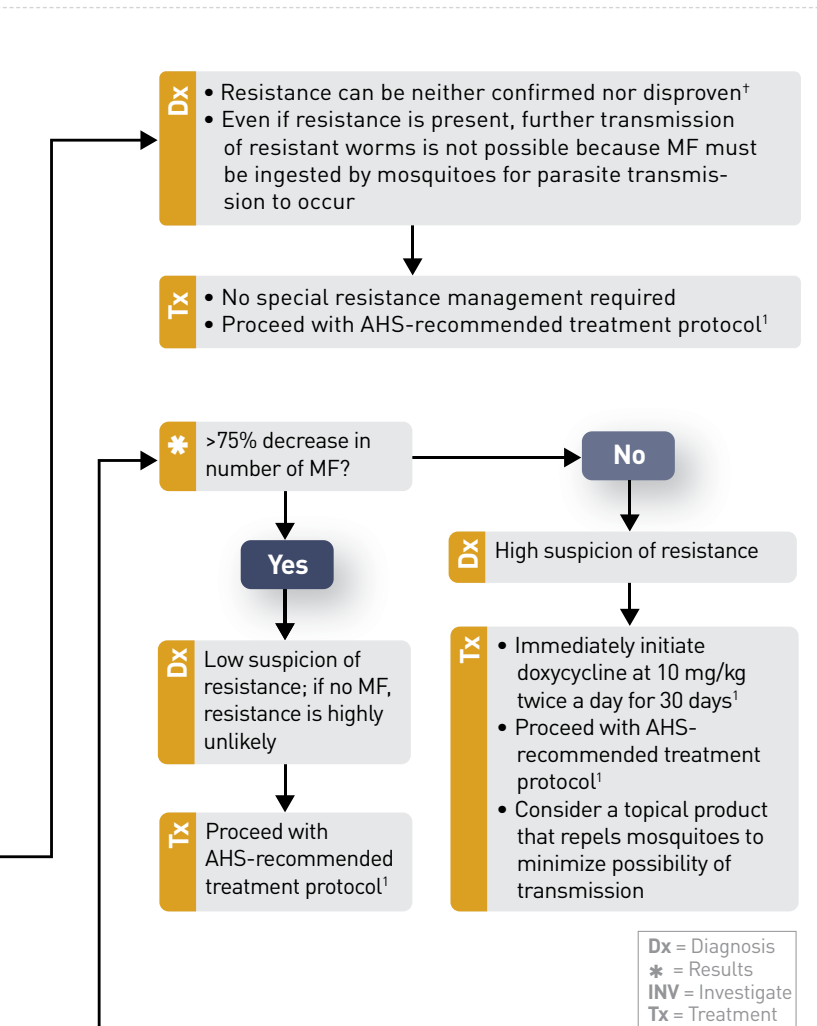 Dx
• Resistance can be neither confirmed nor disproven†
• Even if resistance is present, further transmission
of resistant worms is not possible because MF must
be ingested by mosquitoes for parasite transmis-
sion to occur
Tx
• No special resistance management required
• Proceed with AHS-recommended treatment protocol¹
✱
>75% decrease in
number of MF?
No
Yes
Dx
High suspicion of resistance
Dx
Low suspicion of
resistance; if no MF,
resistance is highly
unlikely
Tx
• Immediately initiate
doxycycline at 10 mg/kg
twice a day for 30 days¹
• Proceed with AHS-
recommended treatment
protocol¹
• Consider a topical product
that repels mosquitoes to
minimize possibility of
transmission
Tx
Proceed with
AHS-recommended
treatment protocol¹
Dx = Diagnosis
✱ = Results
INV = Investigate
Tx = Treatment